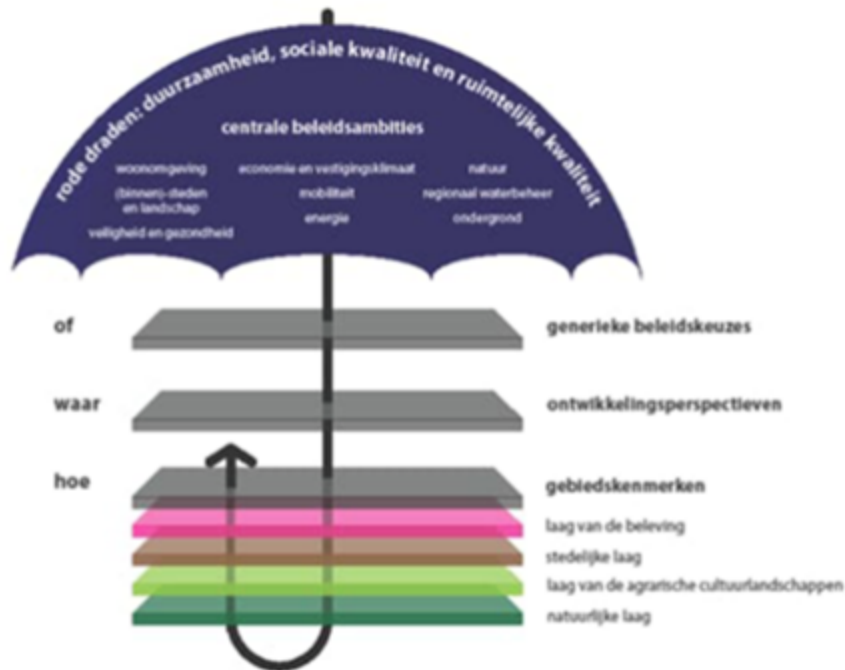 rode draden: duurzaamheid, sociale kwaliteit en ruimtelijke kwaliteit
centrale beleidsambities
woonomgeving
(binnen)-steden
en landschap
veiligheid en gezondheid
economie en vestigingsklimaat
mobiliteit
energie
natuur
regionaal waterbeheer
ondergrond
of
generieke beleidskeuzes
waar
ontwikkelingsperspectieven
hoe
gebiedskenmerken
laag van de beleving
stedelijke laag
laag van de agrarische cultuurlandschappen
natuurlijke laag